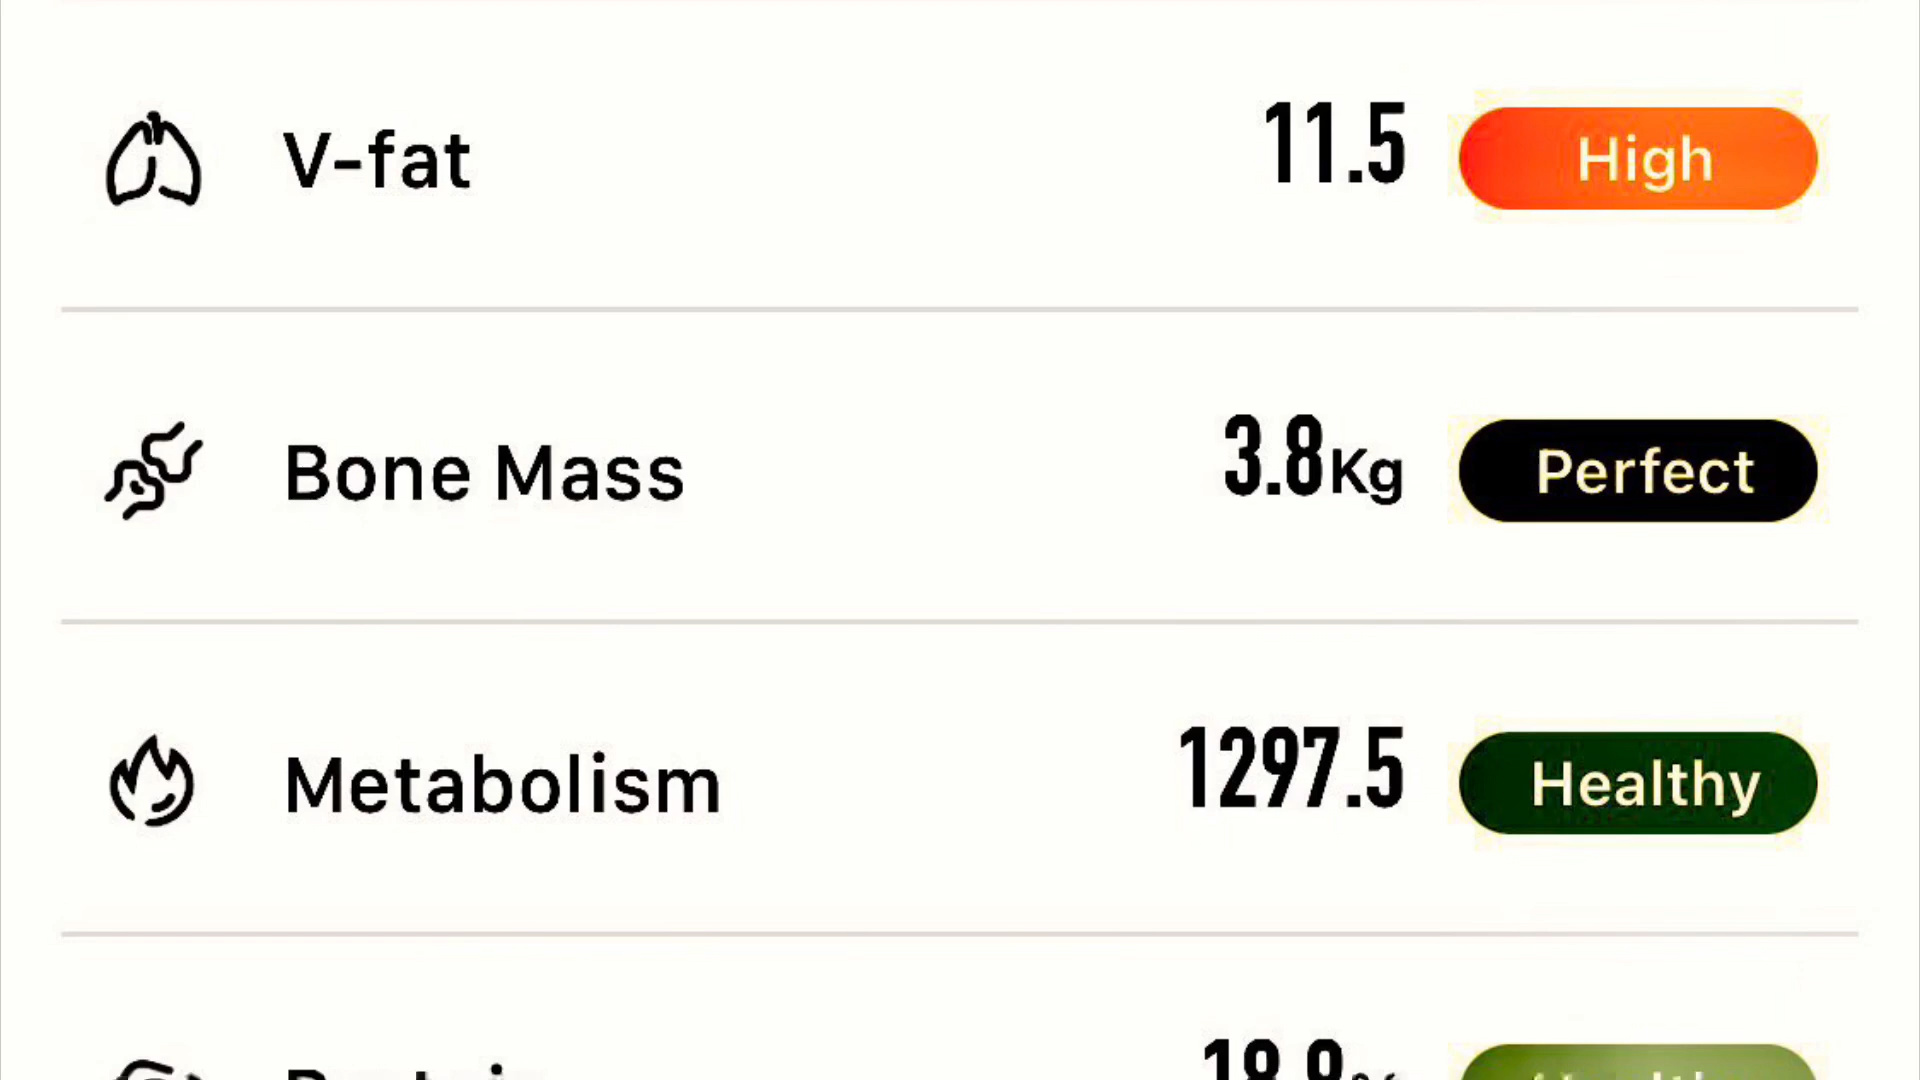 V-fat 11.5 High
Bone Mass 3.8Kg Perfect
Metabolism 1297.5 Healthy